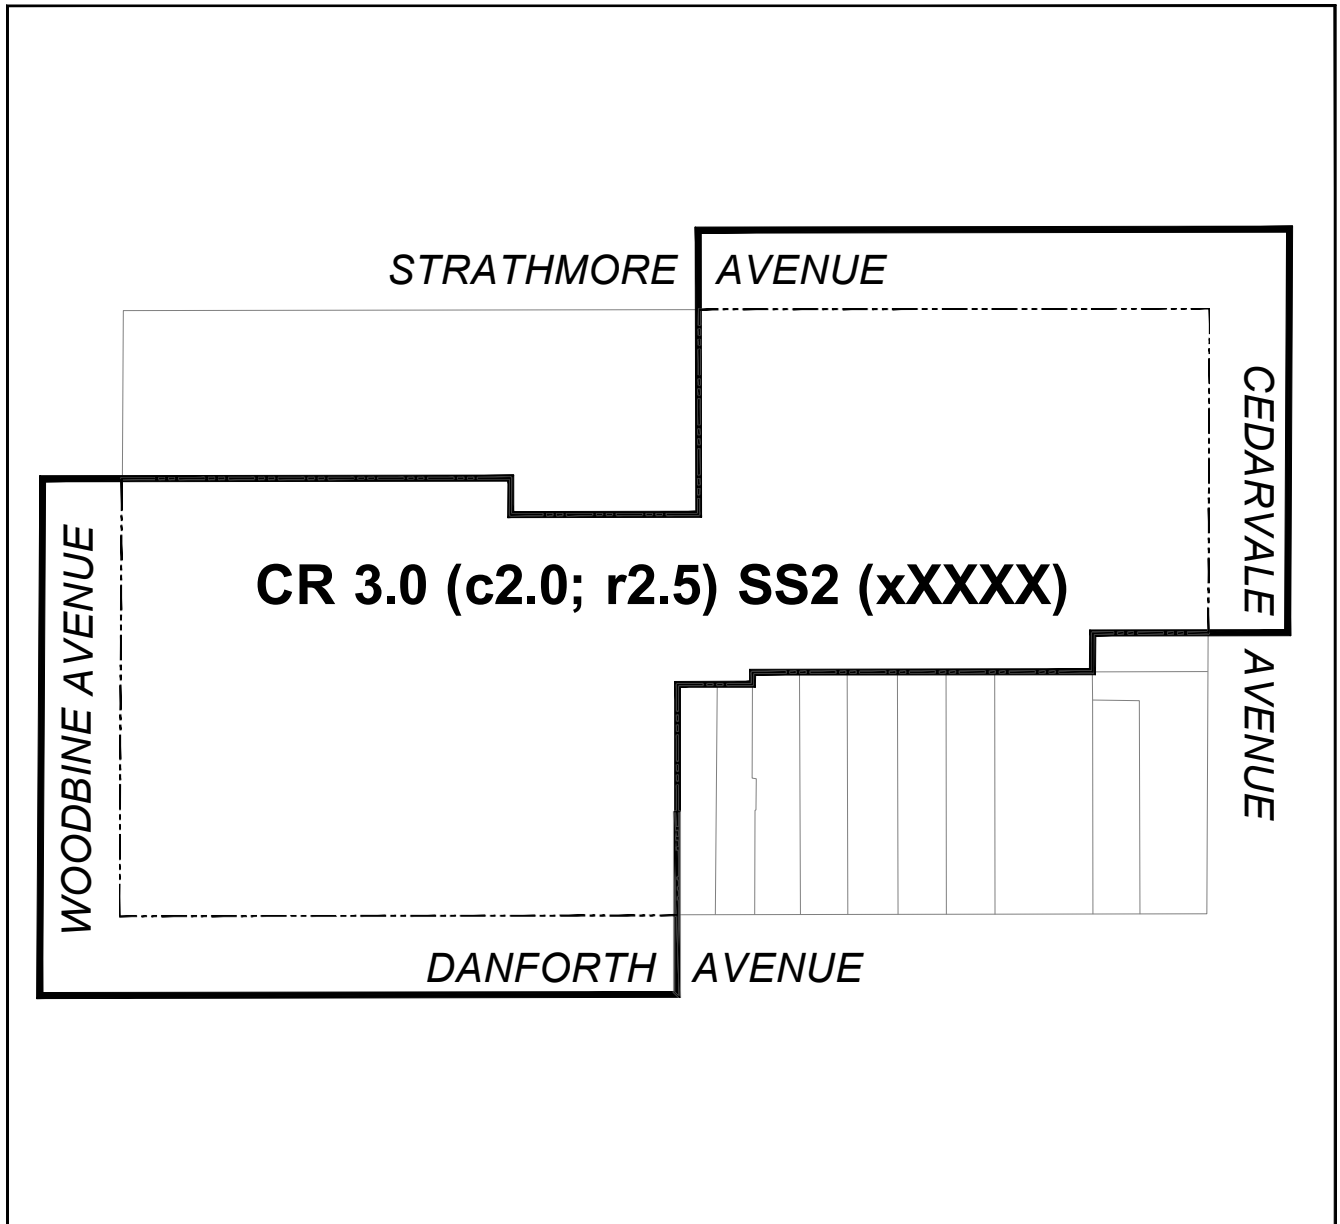 STRATHMORE AVENUE
CEDARVALE AVENUE
WOODBINE AVENUE
CR 3.0 (c2.0; r2.5) SS2 (xXXXX)
DANFORTH AVENUE